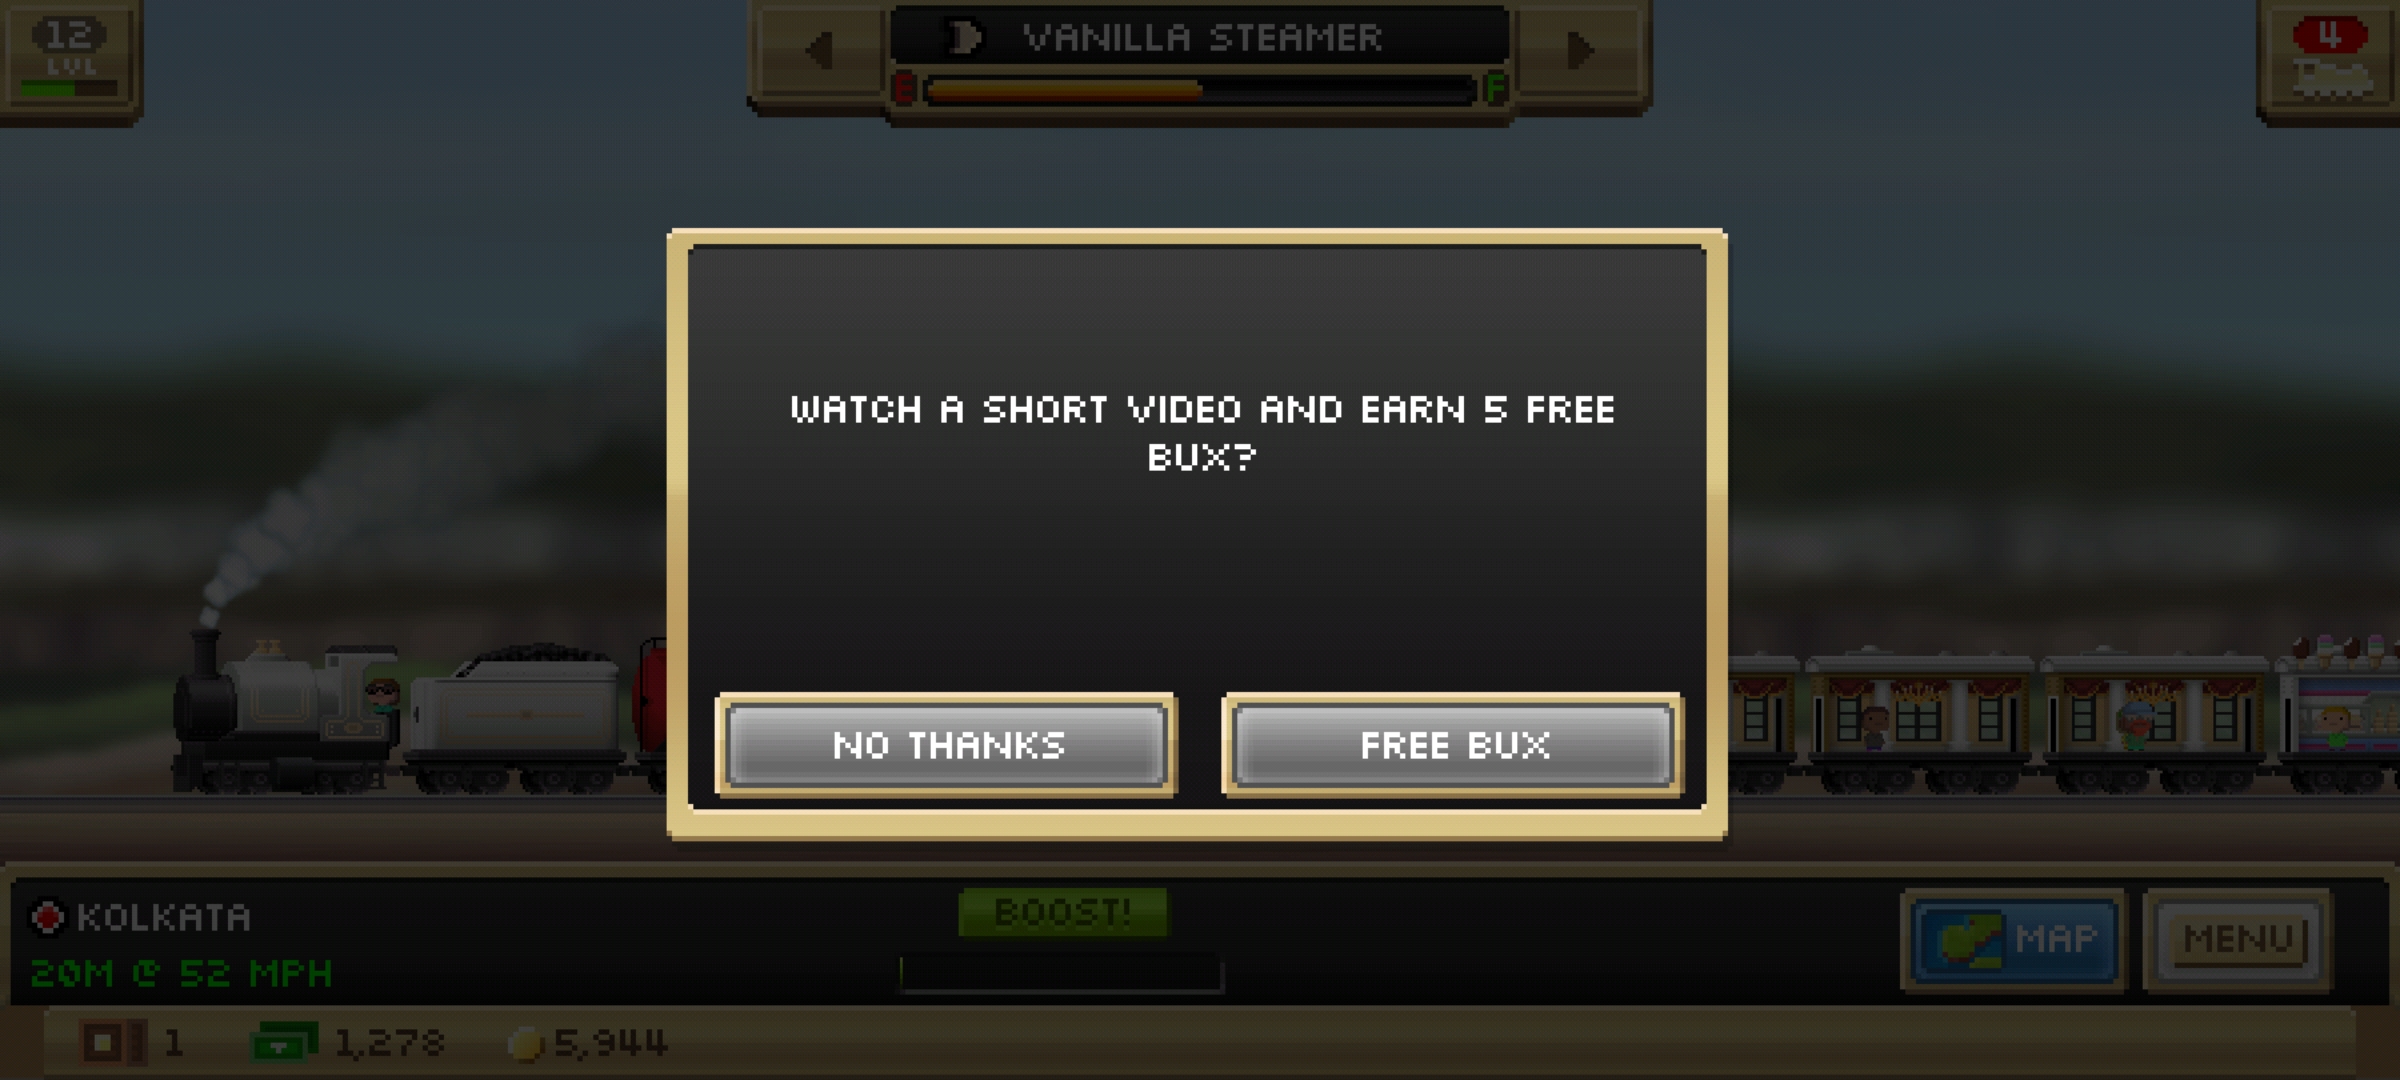 12
LVL
VANILLA STEAMER
E F
4
WATCH A SHORT VIDEO AND EARN 5 FREE
BUX?
NO THANKS
FREE BUX
KOLKATA
20M @ 52 MPH
BOOST!
MAP
MENU
1
1,278
5,944